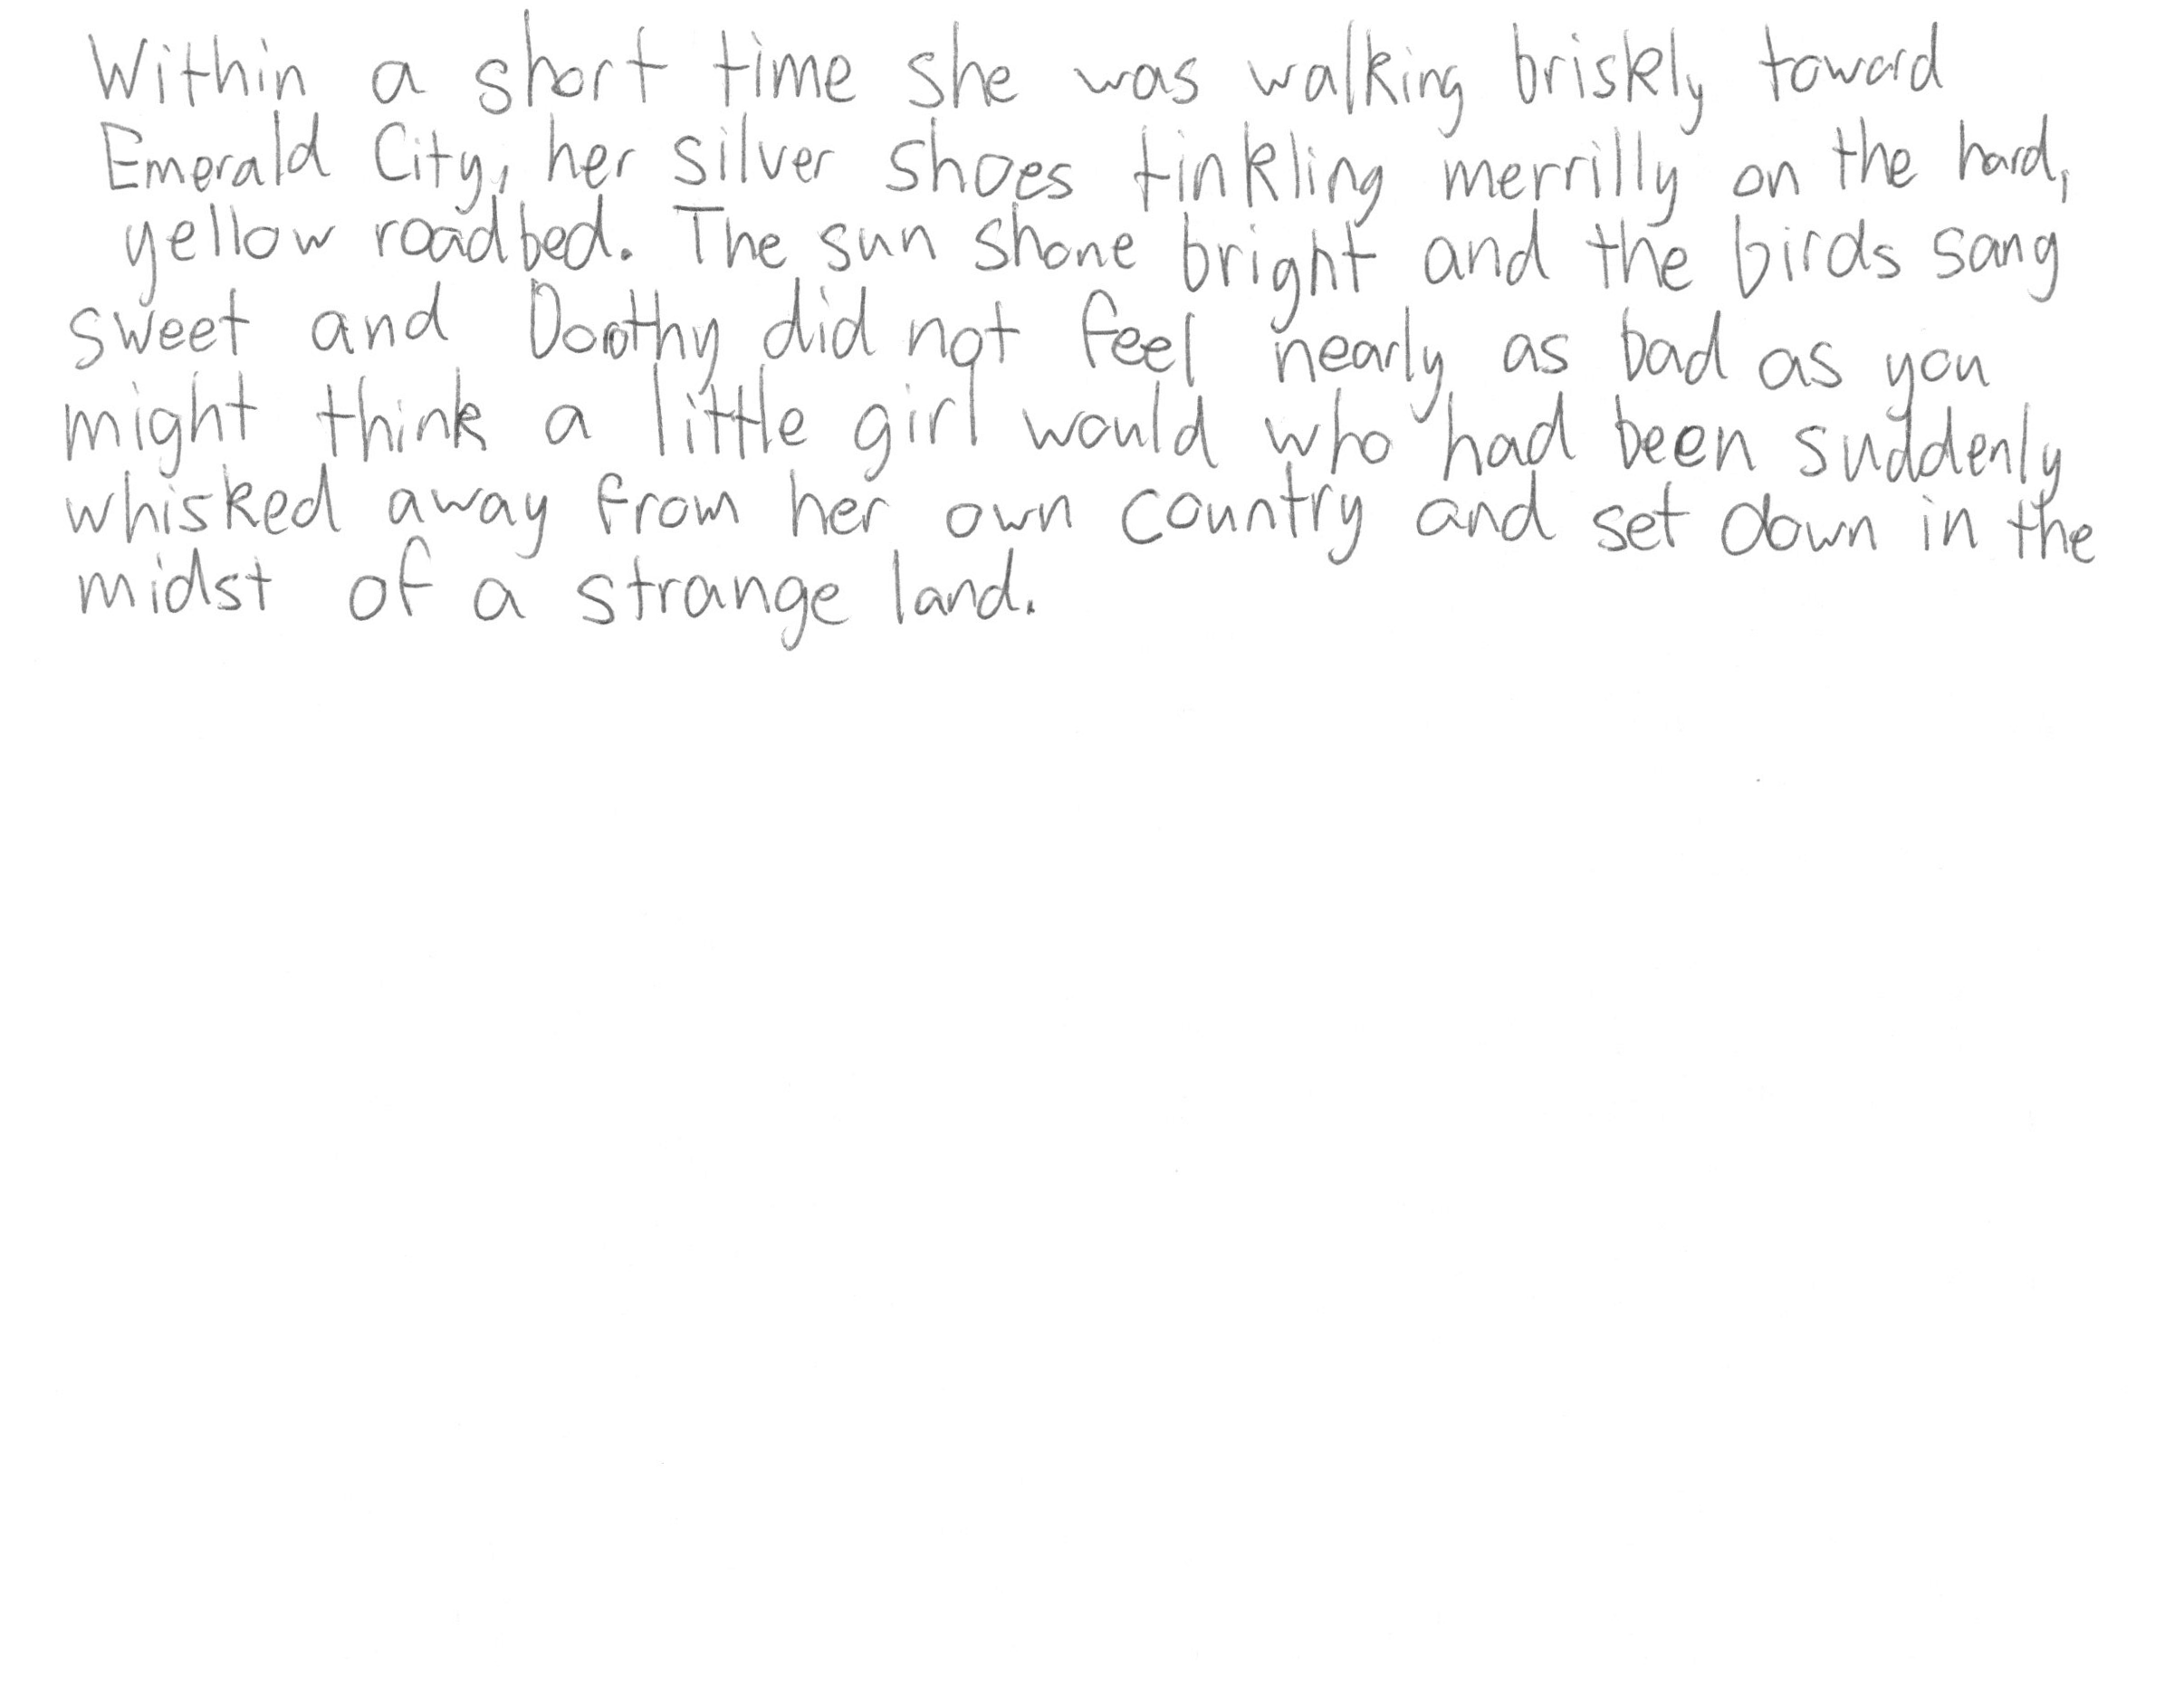 Within a short time she was walking briskly toward
Emerald City, her silver shoes tinkling merrilly on the hard,
yellow roadbed. The sun shone bright and the birds sang
sweet and Dorothy did not feel nearly as bad as you
might think a little girl would who had been suddenly
whisked away from her own country and set down in the
midst of a strange land.